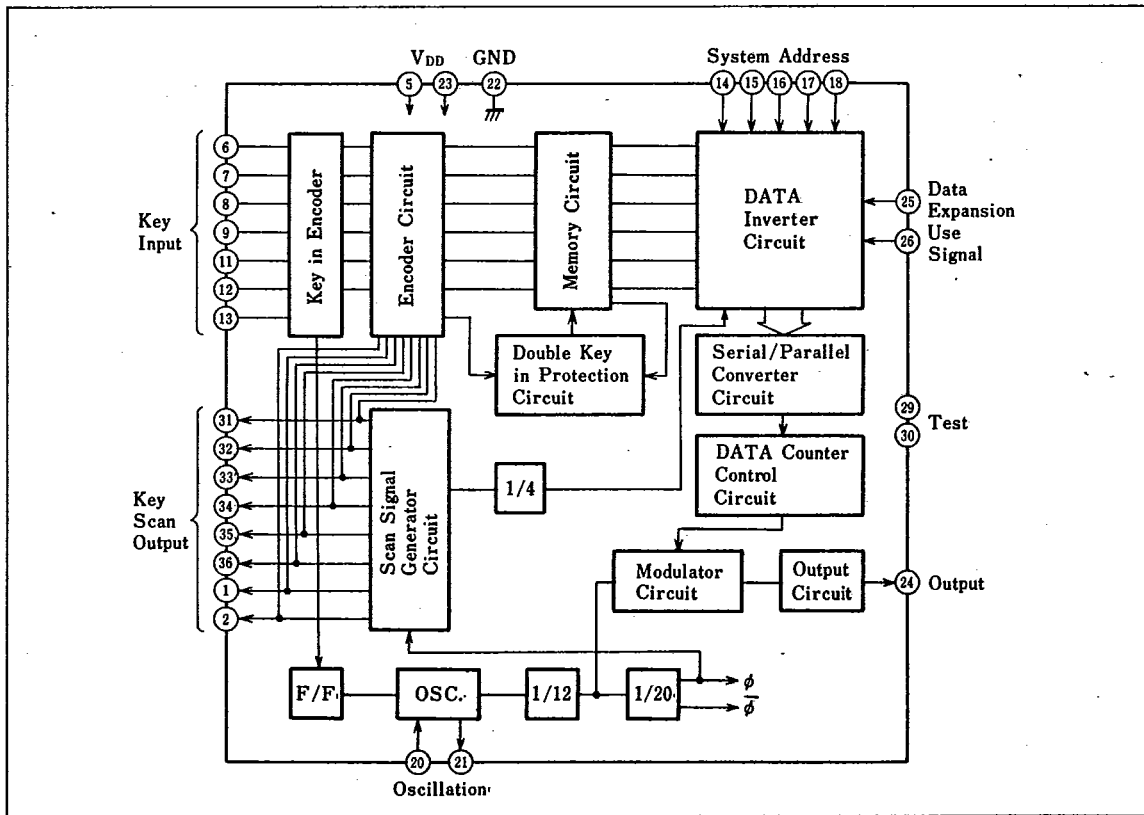 VDD
GND
System Address
5
23
22
14
15
16
17
18
Key
Input
6
7
8
9
11
12
13
Key in Encoder
Encoder Circuit
Memory Circuit
DATA
Inverter
Circuit
25
26
Data
Expansion
Use
Signal
Double Key
in Protection
Circuit
Serial/Parallel
Converter
Circuit
29
30
Test
Key
Scan
Output
31
32
33
34
35
36
1
2
Scan Signal
Generator
Circuit
1/4
DATA Counter
Control
Circuit
Modulator
Circuit
Output
Circuit
24
Output
F/F
OSC.
1/12
1/20
ϕ
ϕ̅
20
21
Oscillation